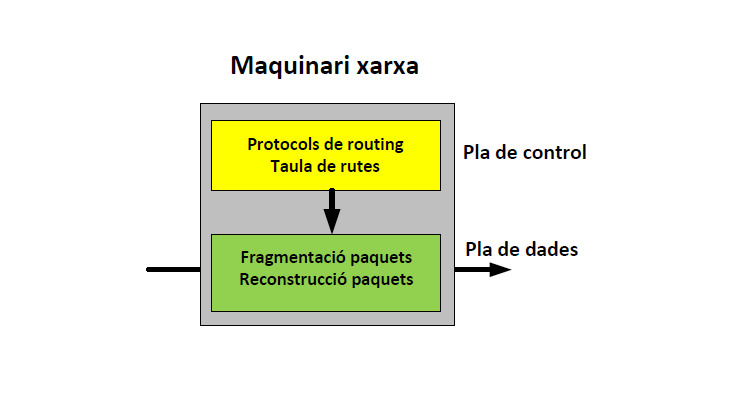 Maquinari xarxa
Protocols de routing
Taula de rutes
Pla de control
Pla de dades
Fragmentació paquets
Reconstrucció paquets